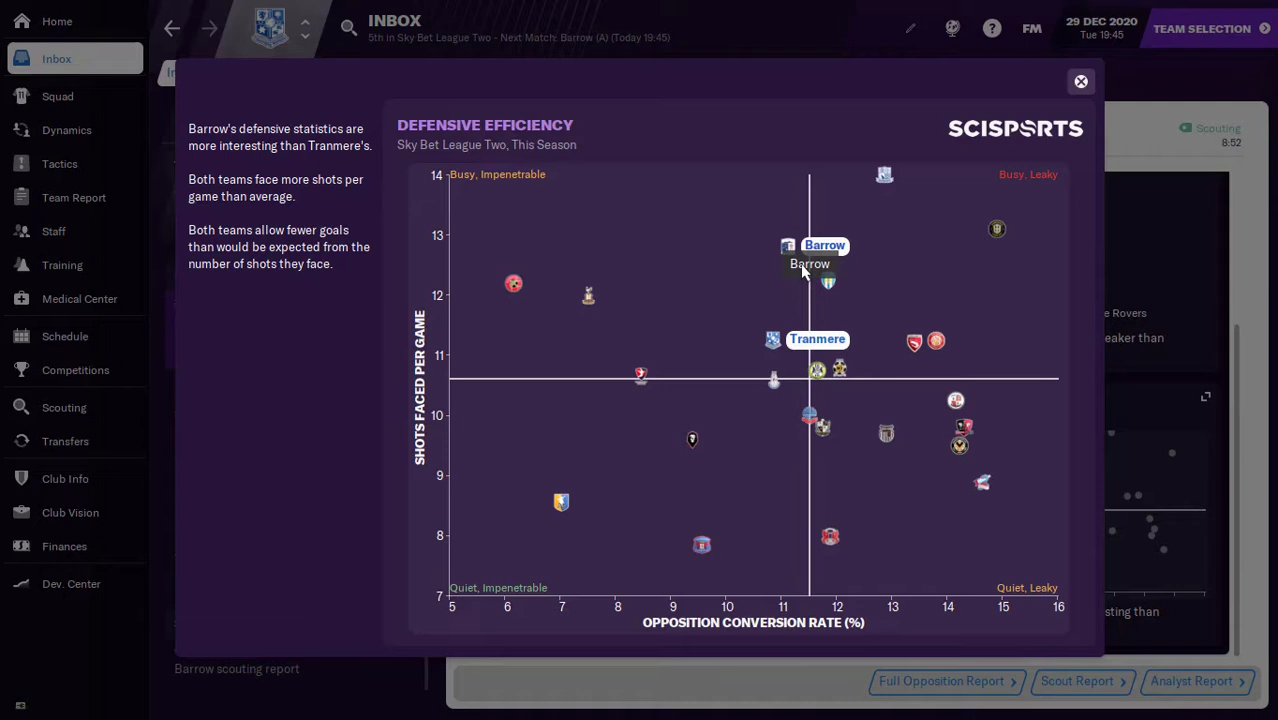 Home
INBOX
5th in Sky Bet League Two - Next Match: Barrow (A) (Today 19:45)
FM
29 DEC 2020
Tue 19:45
TEAM SELECTION
Inbox
Squad
Dynamics
Tactics
Team Report
Staff
Training
Medical Center
Schedule
Competitions
Scouting
Transfers
Club Info
Club Vision
Finances
Dev. Center
Barrow's defensive statistics are
more interesting than Tranmere's.
Both teams face more shots per
game than average.
Both teams allow fewer goals
than would be expected from the
number of shots they face.
DEFENSIVE EFFICIENCY
Sky Bet League Two, This Season
SCISPORTS
Busy, Impenetrable
Busy, Leaky
Barrow
Barrow
Tranmere
Quiet, Impenetrable
Quiet, Leaky
SHOTS FACED PER GAME
14
13
12
11
10
9
8
7
5 6 7 8 9 10 11 12 13 14 15 16
OPPOSITION CONVERSION RATE (%)
Scouting
8:52
e Rovers
eaker than
sting than
Barrow scouting report
Full Opposition Report
Scout Report
Analyst Report